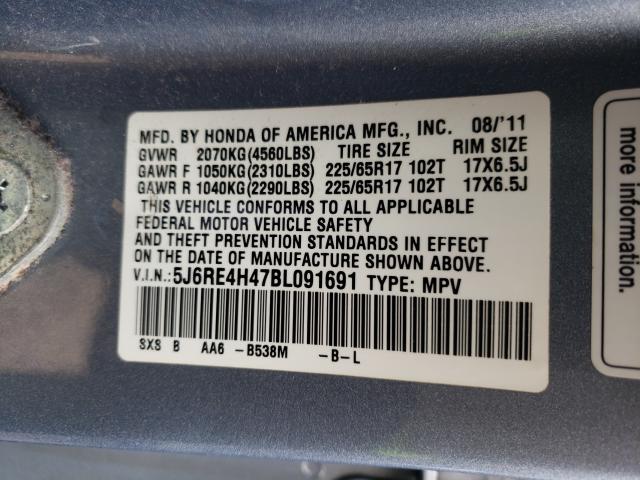 MFD. BY HONDA OF AMERICA MFG., INC. 08/'11
GVWR 2070KG(4560LBS) TIRE SIZE RIM SIZE
GAWR F 1050KG(2310LBS) 225/65R17 102T 17X6.5J
GAWR R 1040KG(2290LBS) 225/65R17 102T 17X6.5J
THIS VEHICLE CONFORMS TO ALL APPLICABLE
FEDERAL MOTOR VEHICLE SAFETY
AND THEFT PREVENTION STANDARDS IN EFFECT
ON THE DATE OF MANUFACTURE SHOWN ABOVE.
V.I.N.: 5J6RE4H47BL091691 TYPE: MPV
SXS B AA6 -B538M -B-L
more information.